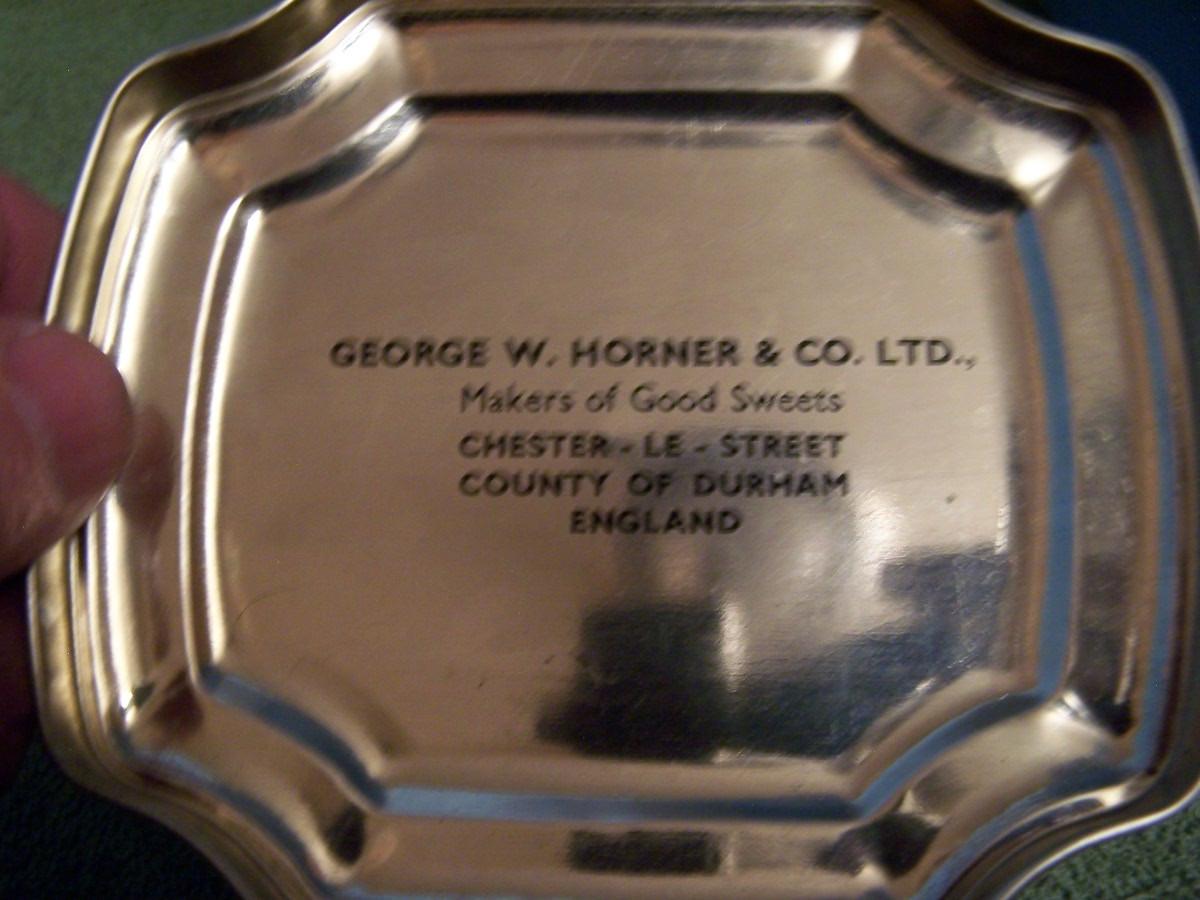 GEORGE W. HORNER & CO. LTD.,
Makers of Good Sweets
CHESTER - LE - STREET
COUNTY OF DURHAM
ENGLAND